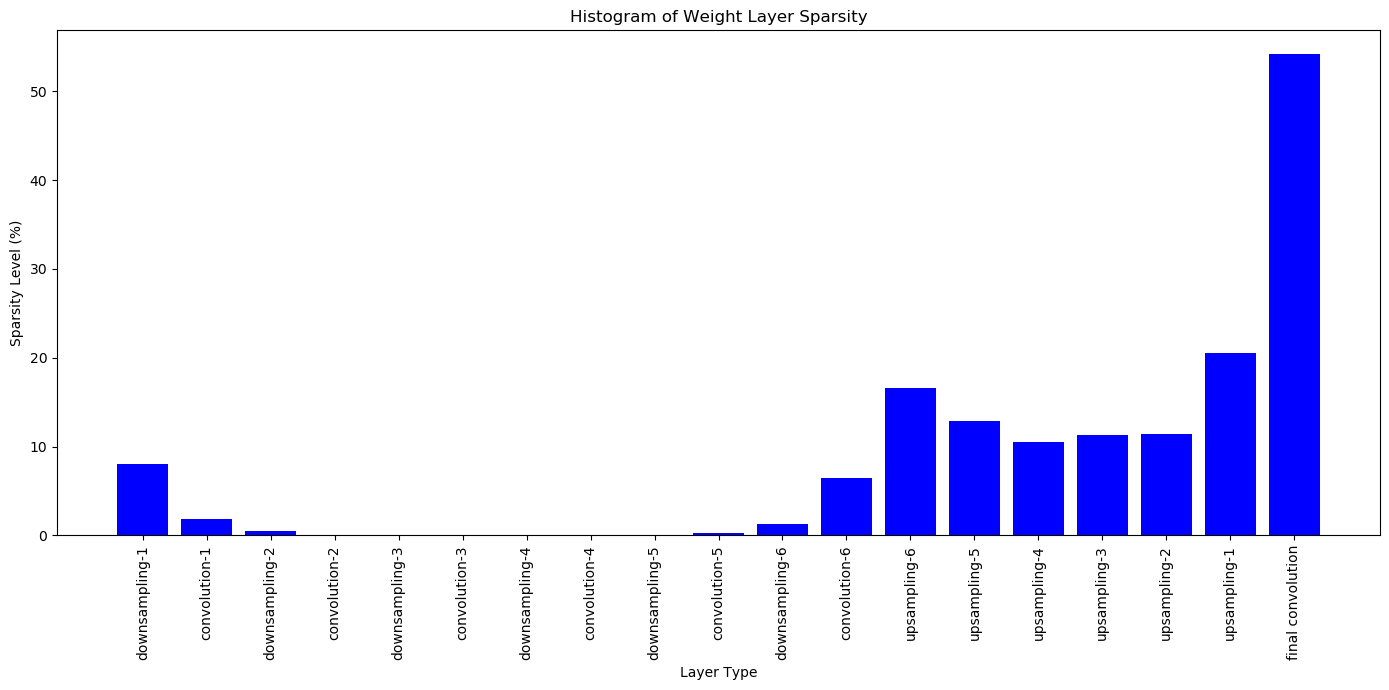 Histogram of Weight Layer Sparsity
Sparsity Level (%)
50
40
30
20
10
0
downsampling-1
convolution-1
downsampling-2
convolution-2
downsampling-3
convolution-3
downsampling-4
convolution-4
downsampling-5
convolution-5
downsampling-6
convolution-6
upsampling-6
upsampling-5
upsampling-4
upsampling-3
upsampling-2
upsampling-1
final convolution
Layer Type